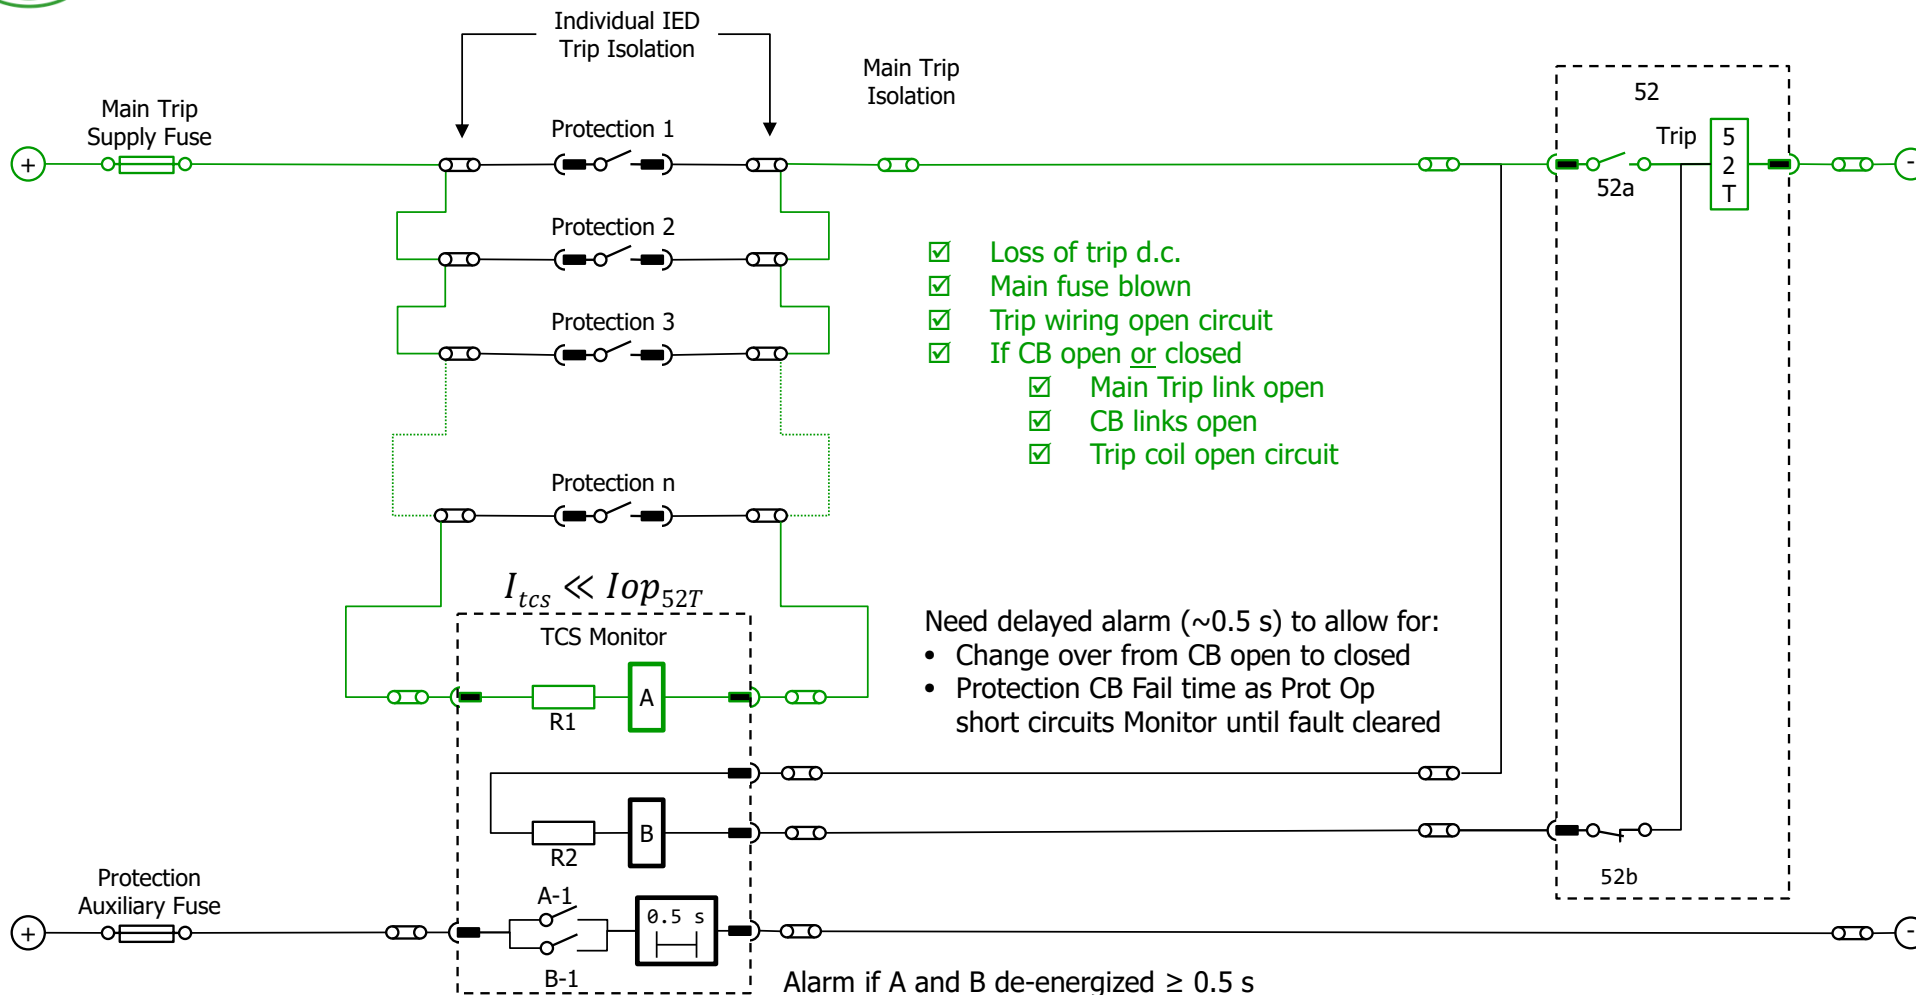 Individual IED
Trip Isolation
Main Trip
Isolation
Main Trip
Supply Fuse
52
Protection 1
Trip
5
2
T
+
-
52a
Protection 2
☑ Loss of trip d.c.
☑ Main fuse blown
☑ Trip wiring open circuit
☑ If CB open or closed
☑ Main Trip link open
☑ CB links open
☑ Trip coil open circuit
Protection 3
Protection n
I_tcs ≪ Iop_52T
TCS Monitor
A
R1
Need delayed alarm (~0.5 s) to allow for:
• Change over from CB open to closed
• Protection CB Fail time as Prot Op
short circuits Monitor until fault cleared
B
R2
52b
Protection
Auxiliary Fuse
A-1
0.5 s
+
-
B-1
Alarm if A and B de-energized ≥ 0.5 s